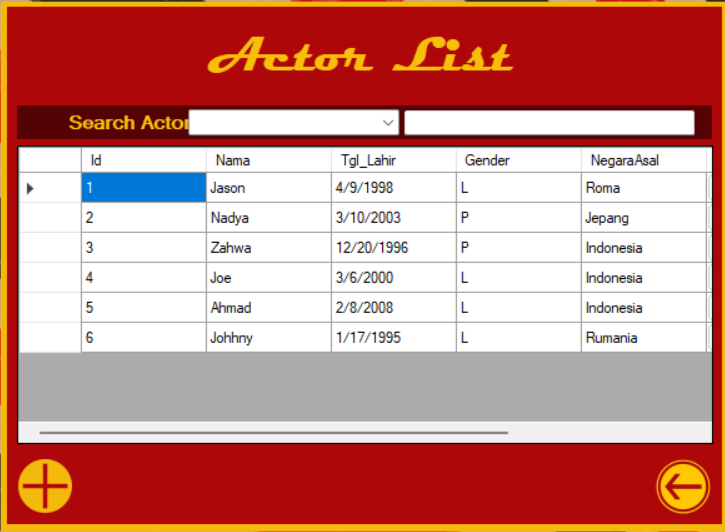 Actor List
Search Actor
Id Nama Tgl_Lahir Gender NegaraAsal
1 Jason 4/9/1998 L Roma
2 Nadya 3/10/2003 P Jepang
3 Zahwa 12/20/1996 P Indonesia
4 Joe 3/6/2000 L Indonesia
5 Ahmad 2/8/2008 L Indonesia
6 Johhny 1/17/1995 L Rumania